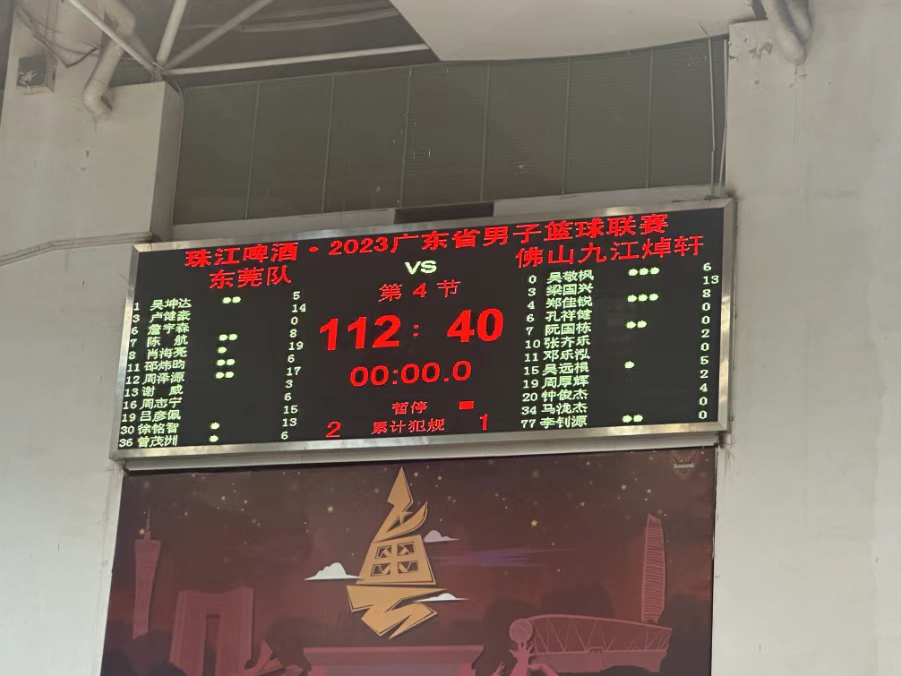 珠江啤酒·2023广东省男子篮球联赛
东莞队 VS 佛山九江焯轩
第 4 节
112 : 40
00:00.0
暂停
2 累计犯规 1
1 吴坤达 5
3 卢健豪 14
6 詹宇森 0
7 陈 航 8
8 肖海亮 19
11 邵炜昀 6
12 周泽源 17
13 谢 威 3
16 周志宁 6
19 吕彦佩 15
30 徐铭智 13
36 曾茂洲 6
0 吴敬枫 6
3 梁国兴 13
4 郑佳锐 8
6 孔祥健 0
7 阮国栋 0
10 张齐乐 2
11 邓乐泓 0
15 吴远根 5
19 周厚辉 2
20 钟俊杰 4
34 马泷杰 0
77 李钊源 0
粤